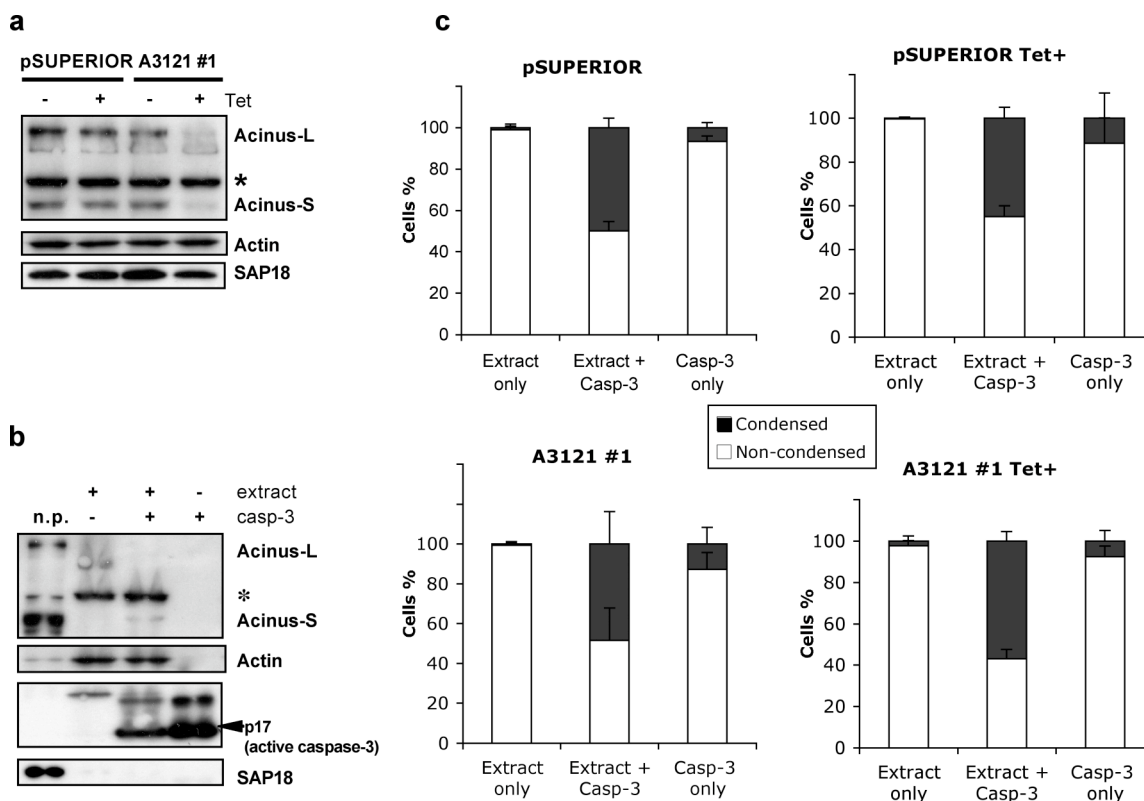 a
pSUPERIOR A3121 #1
- + - + Tet
Acinus-L
*
Acinus-S
Actin
SAP18
b
+ + - extract
n.p. - + + casp-3
Acinus-L
*
Acinus-S
Actin
p17
(active caspase-3)
SAP18
c
pSUPERIOR
Cells %
100
80
60
40
20
0
Extract only
Extract + Casp-3
Casp-3 only
pSUPERIOR Tet+
Cells %
100
80
60
40
20
0
Extract only
Extract + Casp-3
Casp-3 only
Condensed
Non-condensed
A3121 #1
Cells %
100
80
60
40
20
0
Extract only
Extract + Casp-3
Casp-3 only
A3121 #1 Tet+
Cells %
100
80
60
40
20
0
Extract only
Extract + Casp-3
Casp-3 only